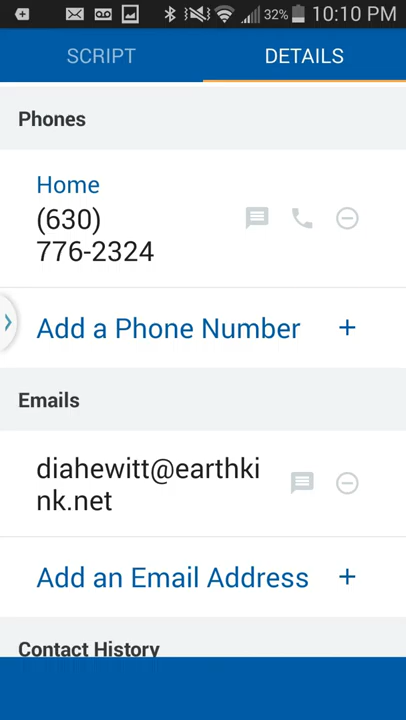 32% 10:10 PM
SCRIPT DETAILS
Phones
Home
(630)
776-2324
Add a Phone Number +
Emails
diahewitt@earthki
nk.net
Add an Email Address +
Contact History